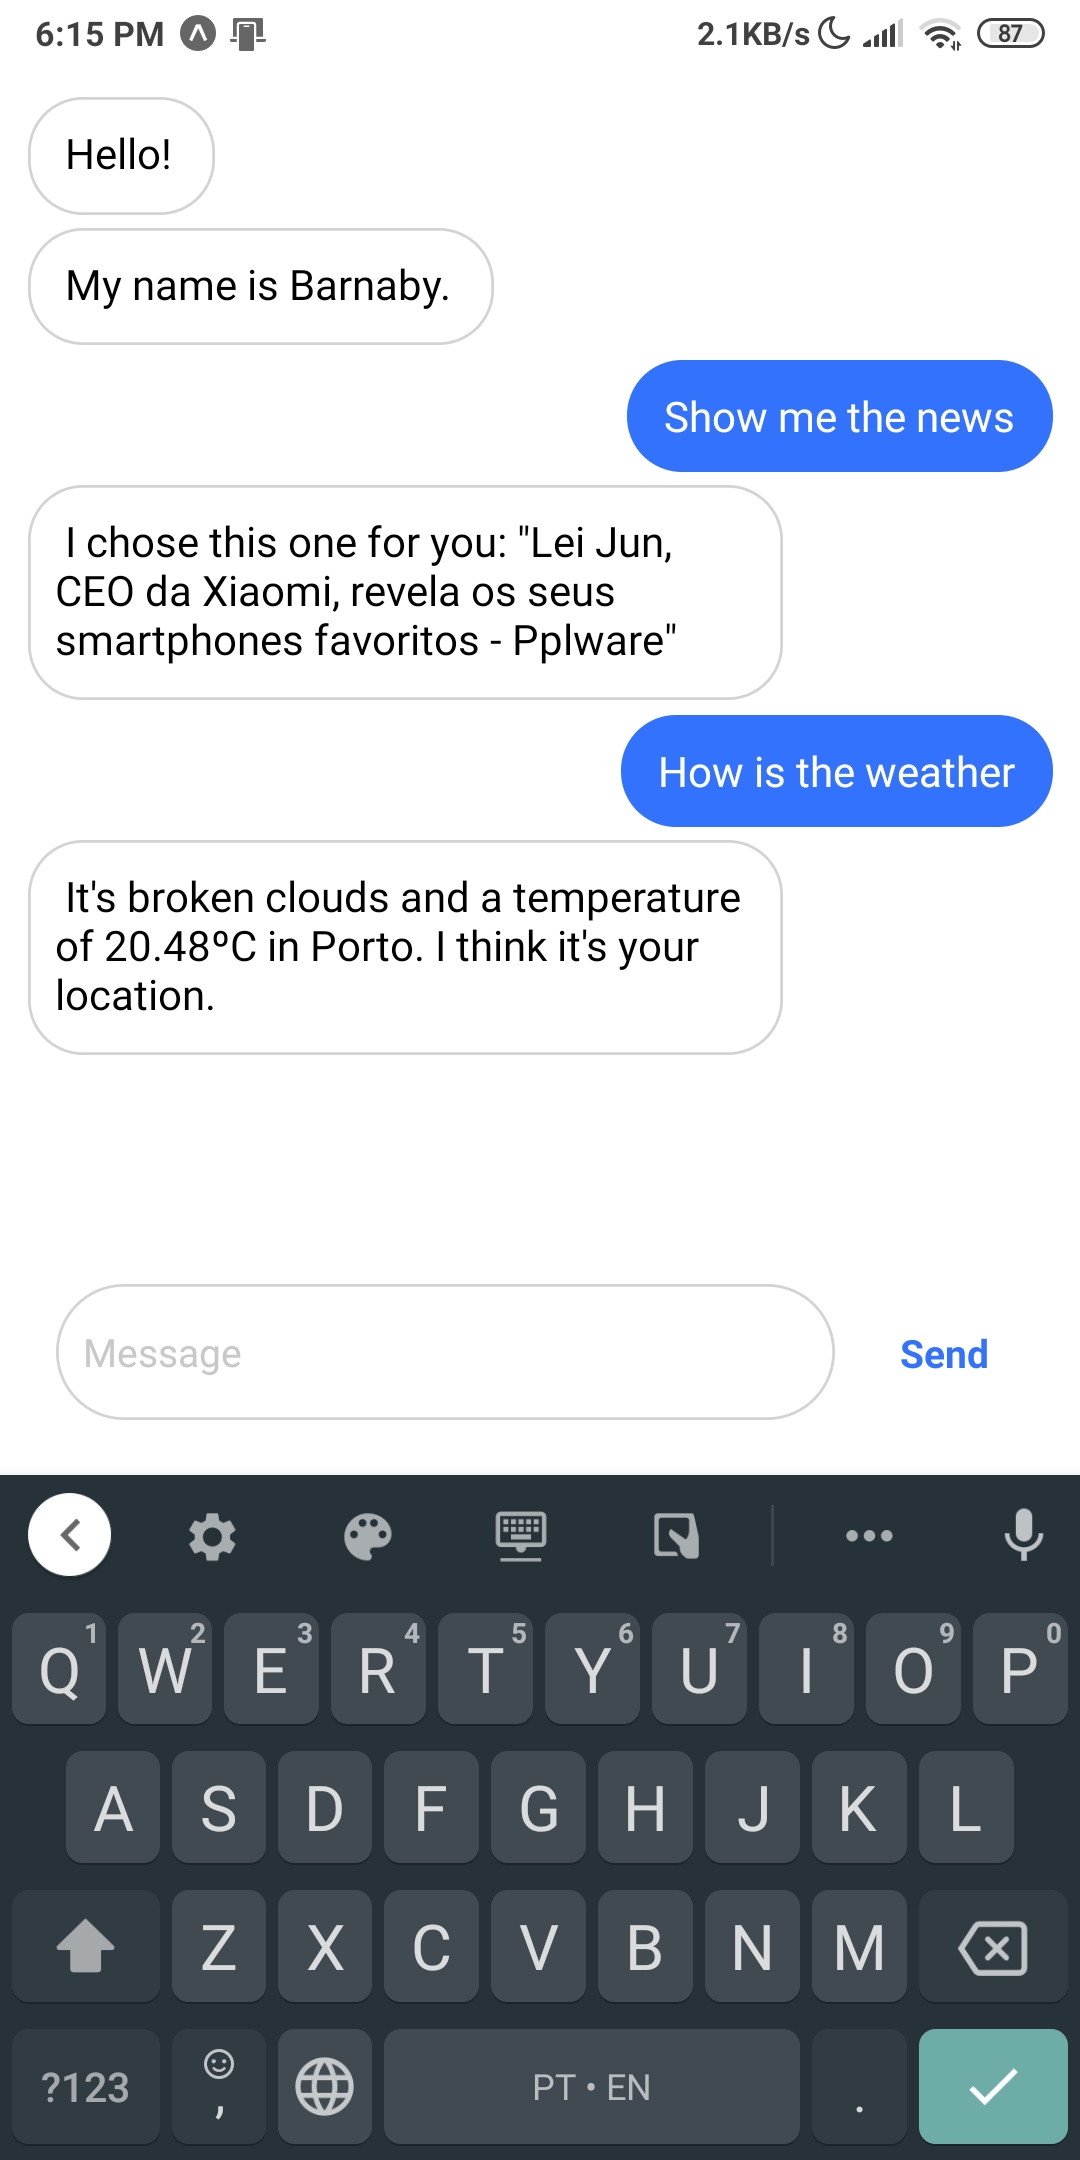 6:15 PM 2.1KB/s 87
Hello!
My name is Barnaby.
Show me the news
I chose this one for you: "Lei Jun,
CEO da Xiaomi, revela os seus
smartphones favoritos - Pplware"
How is the weather
It's broken clouds and a temperature
of 20.48ºC in Porto. I think it's your
location.
Message Send
1 2 3 4 5 6 7 8 9 0
Q W E R T Y U I O P
A S D F G H J K L
Z X C V B N M
?123 , PT • EN .